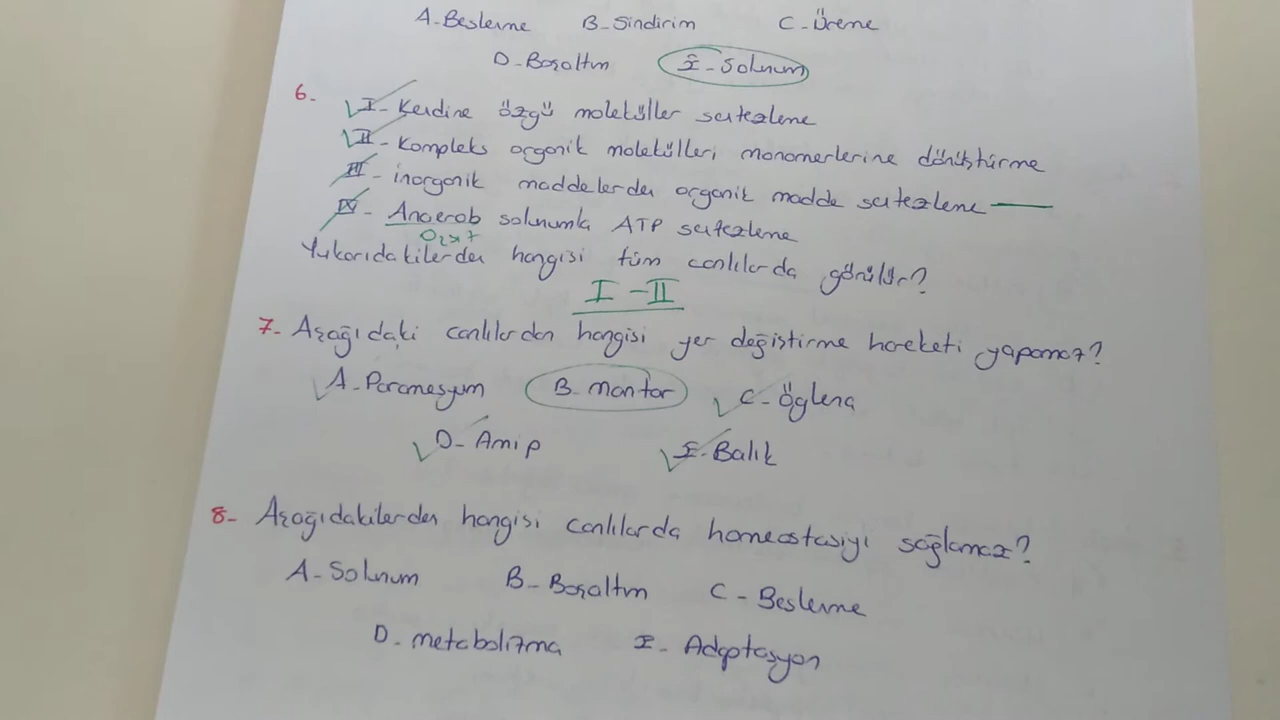 A-Beslenme B-Sindirim C-Üreme
D-Boşaltım E-Solunum
6.
I- Kendine özgü moleküller sentezleme
II- Kompleks organik molekülleri monomerlerine dönüştürme
III- inorganik maddelerden organik madde sentezleme
IV- Anaerob solunumla ATP sentezleme
Yukarıdakilerden hangisi tüm canlılarda görülür?
I-II
7- Aşağıdaki canlılardan hangisi yer değiştirme hareketi yapamaz?
A-Paramesyum B-mantar C-Öglena
D-Amip E-Balık
8- Aşağıdakilerden hangisi canlılarda homeostasiyi sağlamaz?
A-Solunum B-Boşaltım C-Beslenme
D-metabolizma E-Adaptasyon